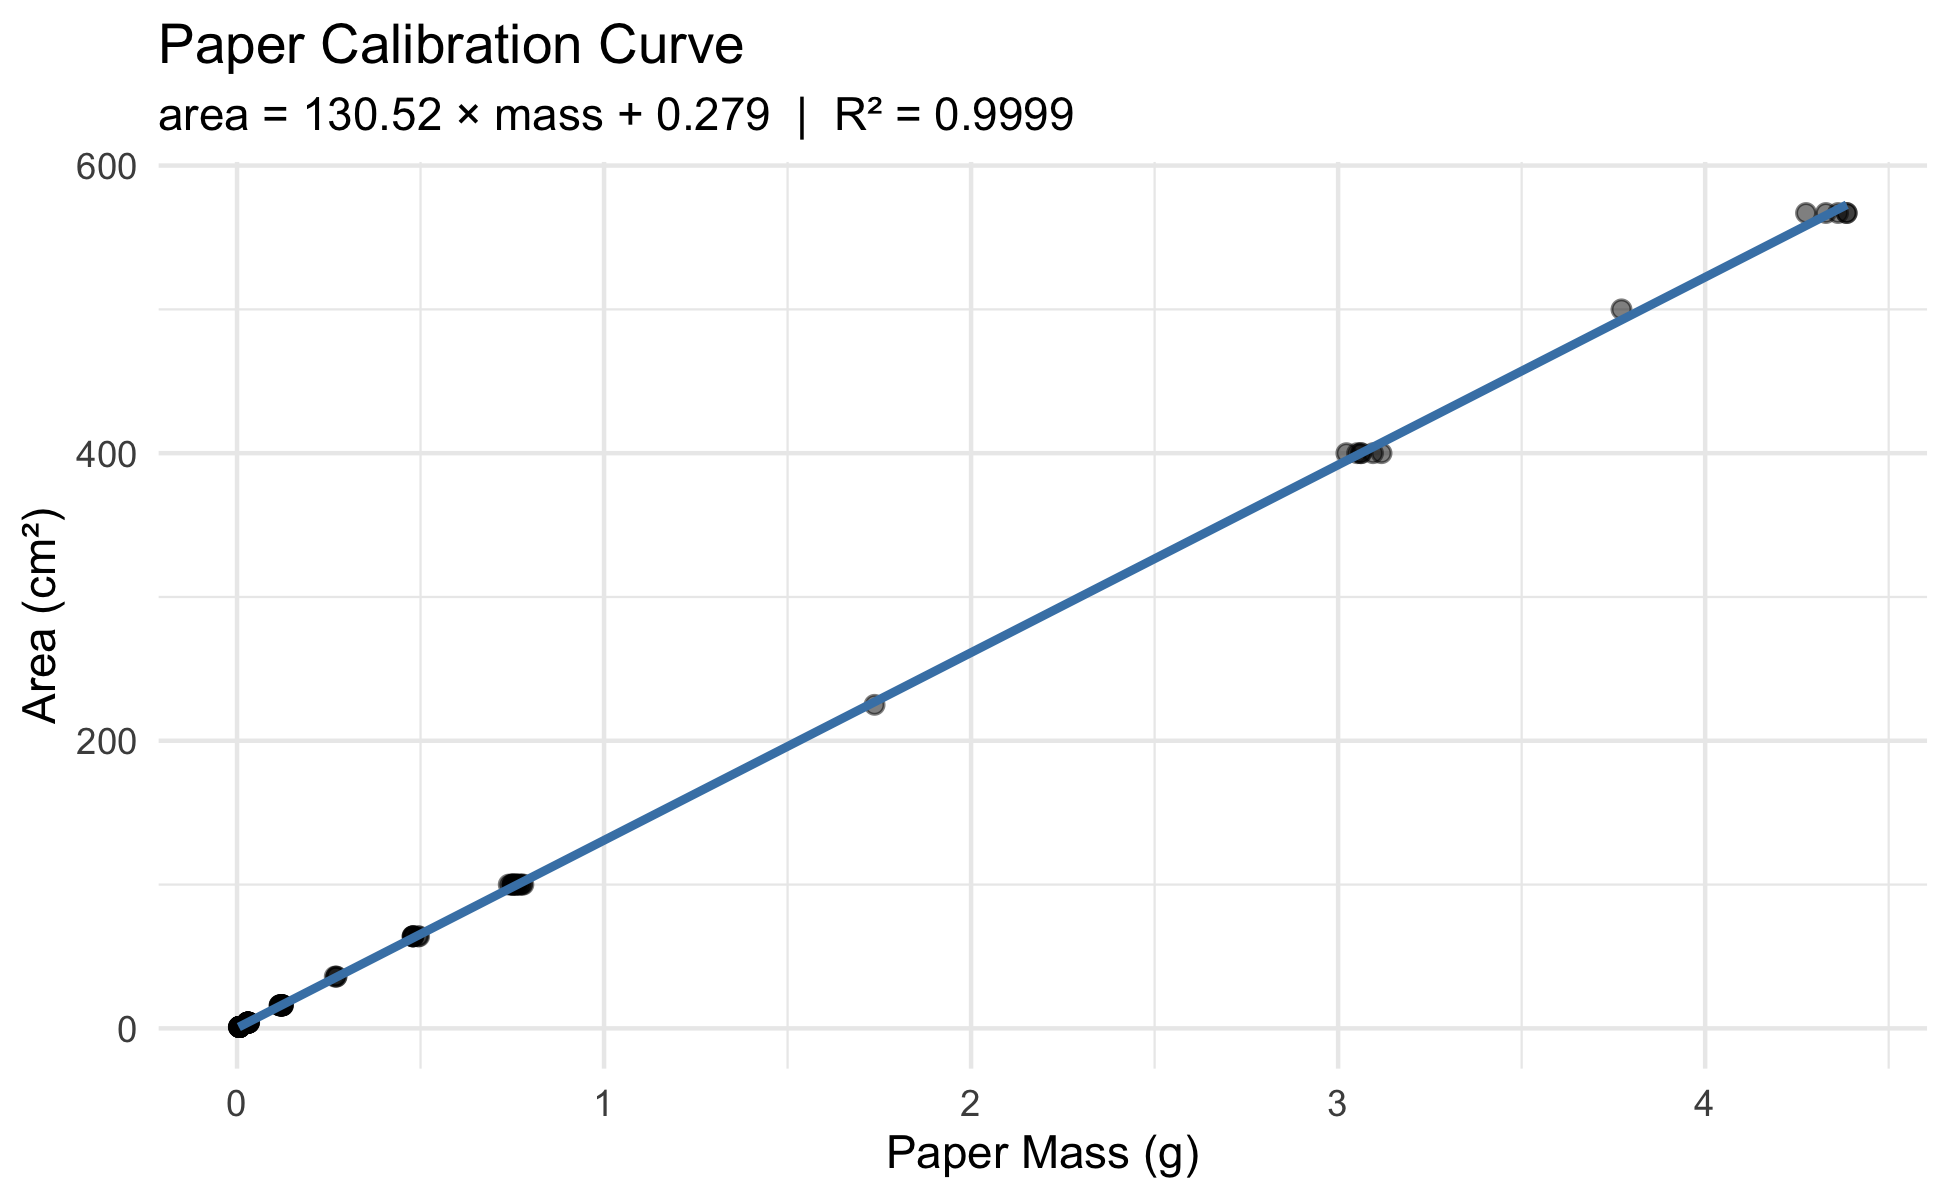 Paper Calibration Curve
area = 130.52 × mass + 0.279 | R² = 0.9999
600
400
200
0
Area (cm²)
0 1 2 3 4
Paper Mass (g)